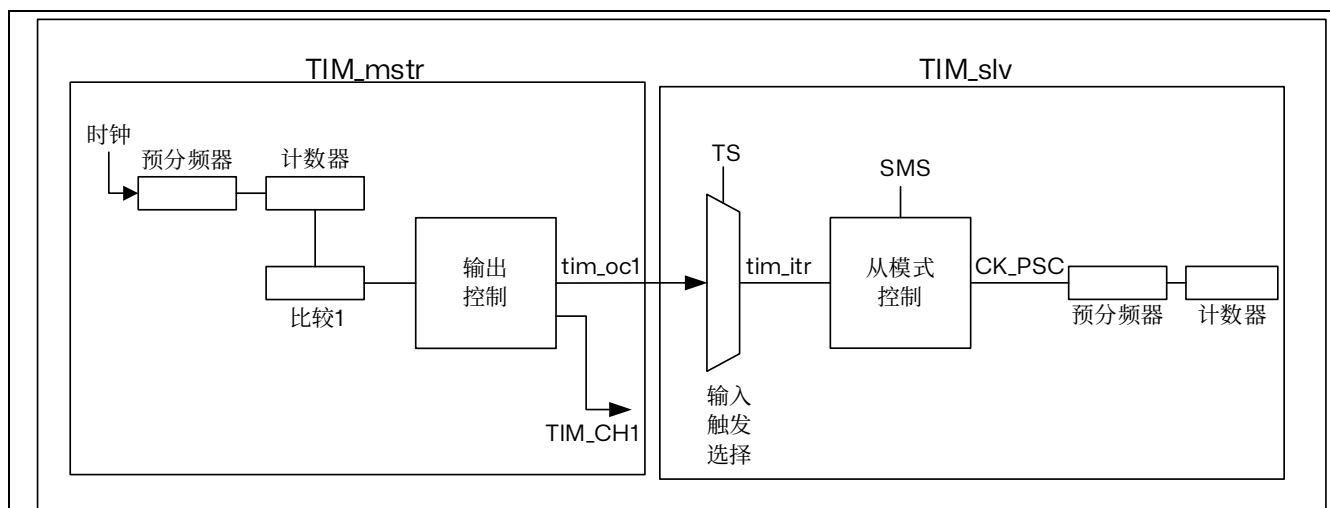 TIM_mstr
TIM_slv
时钟
预分频器
计数器
比较1
输出
控制
tim_oc1
TIM_CH1
TS
输入
触发
选择
tim_itr
SMS
从模式
控制
CK_PSC
预分频器
计数器